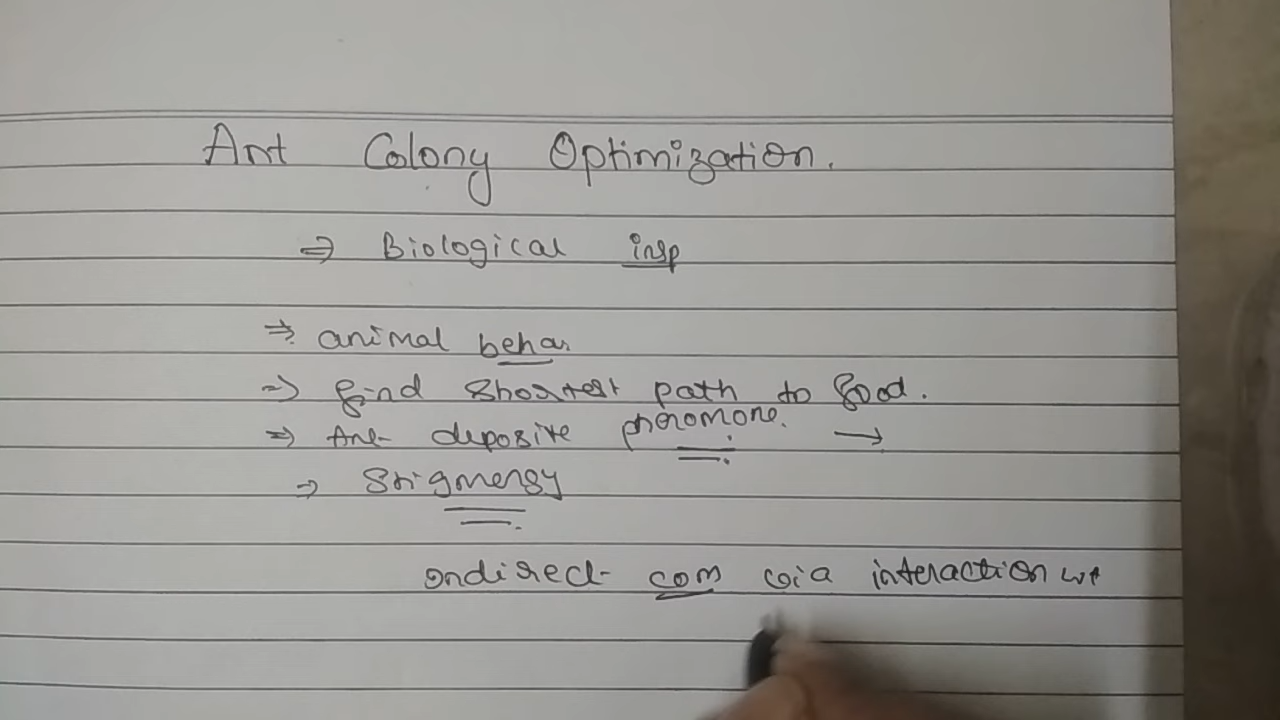 Ant Colony Optimization.
⇒ Biological insp
⇒ animal behav
⇒ find shortest path to food.
⇒ Ant deposite pheromone. →
⇒ Stigmergy
indirect com via interaction wt